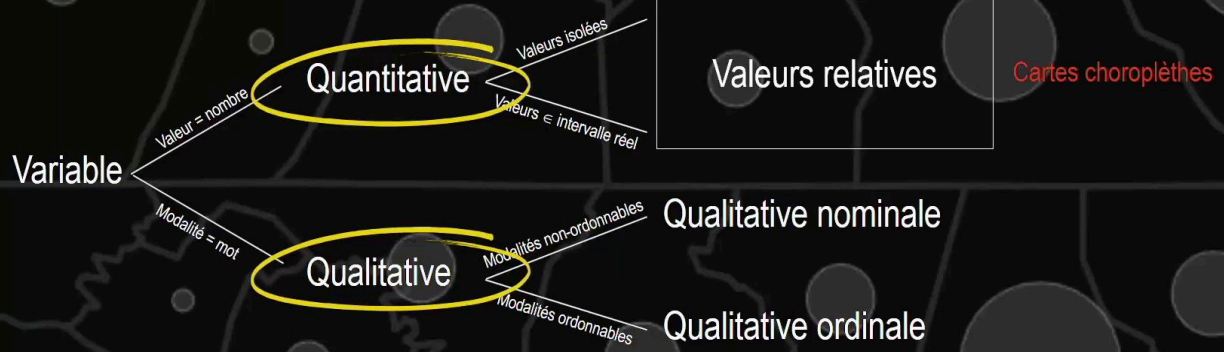 Valeurs isolées
Quantitative
Valeurs relatives
Cartes choroplèthes
Valeur = nombre
Valeurs ∈ intervalle réel
Variable
Modalité = mot
Modalités non-ordonnables
Qualitative nominale
Qualitative
Modalités ordonnables
Qualitative ordinale